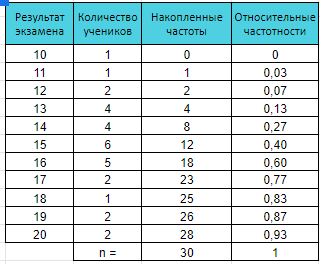 Результат экзамена Количество учеников Накопленные частоты Относительные частотности
10 1 0 0
11 1 1 0,03
12 2 2 0,07
13 4 4 0,13
14 4 8 0,27
15 6 12 0,40
16 5 18 0,60
17 2 23 0,77
18 1 25 0,83
19 2 26 0,87
20 2 28 0,93
n = 30 1